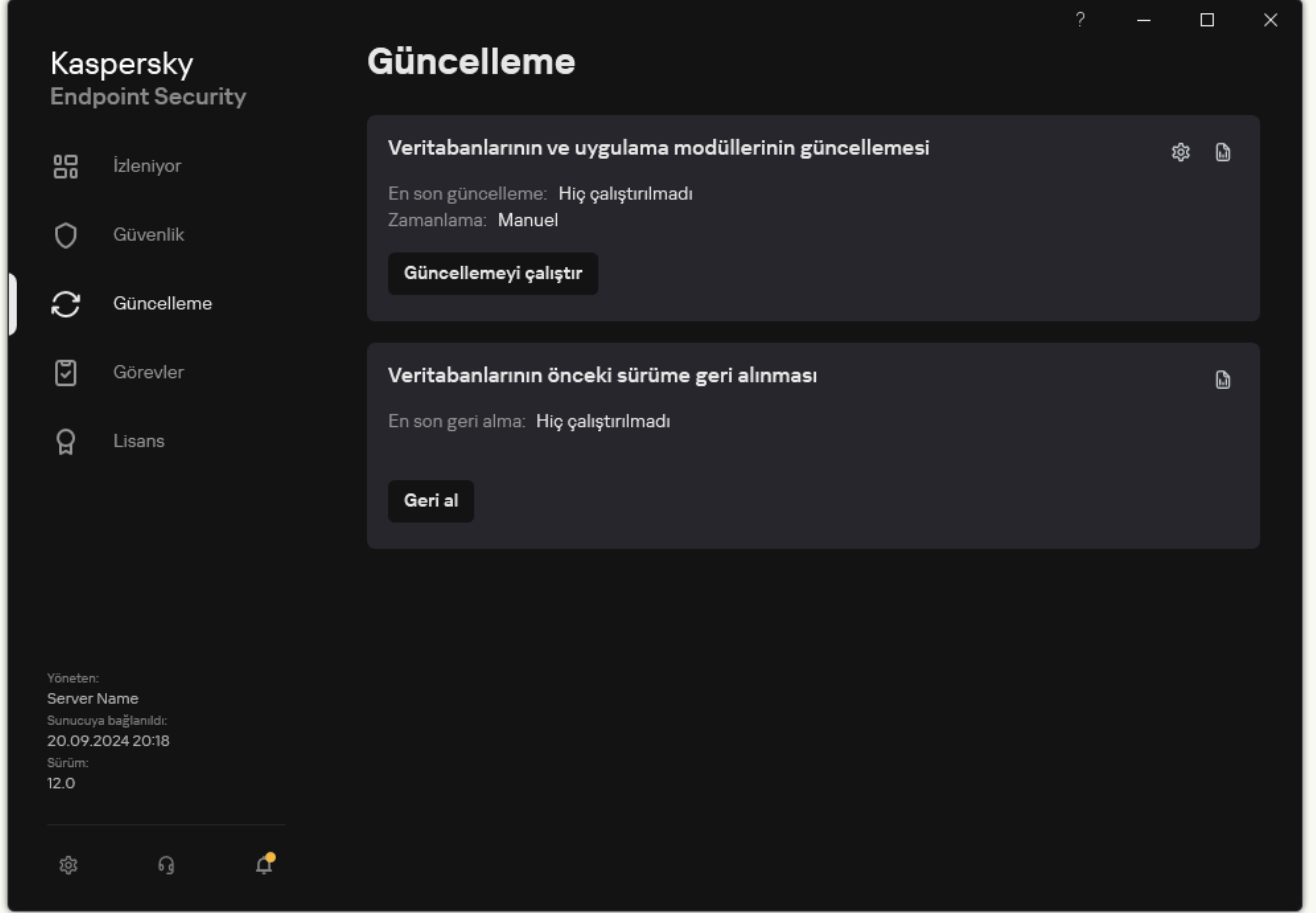 ?
Kaspersky
Endpoint Security
İzleniyor
Güvenlik
Güncelleme
Görevler
Lisans
Yöneten:
Server Name
Sunucuya bağlanıldı:
20.09.2024 20:18
Sürüm:
12.0
Güncelleme
Veritabanlarının ve uygulama modüllerinin güncellemesi
En son güncelleme: Hiç çalıştırılmadı
Zamanlama: Manuel
Güncellemeyi çalıştır
Veritabanlarının önceki sürüme geri alınması
En son geri alma: Hiç çalıştırılmadı
Geri al